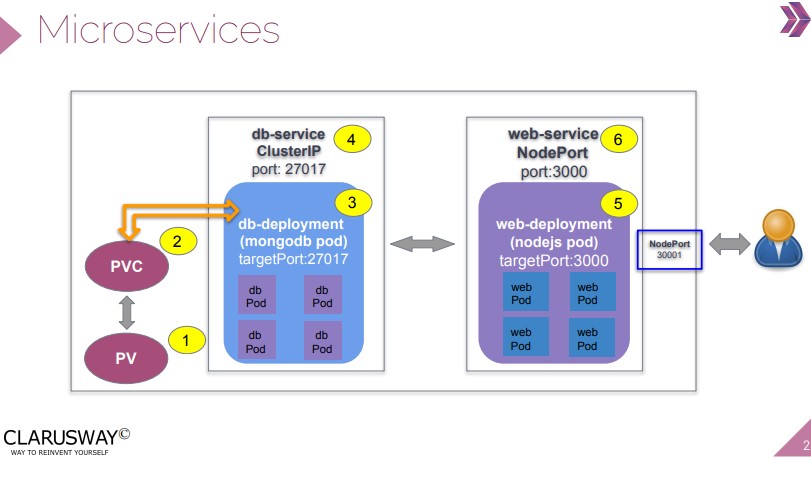 Microservices
db-service
ClusterIP
port: 27017
4
3
db-deployment
(mongodb pod)
targetPort:27017
db
Pod
db
Pod
db
Pod
db
Pod
2
PVC
1
PV
web-service
NodePort
port:3000
6
5
web-deployment
(nodejs pod)
targetPort:3000
web
Pod
web
Pod
web
Pod
web
Pod
NodePort
30001
CLARUSWAY©
WAY TO REINVENT YOURSELF
2